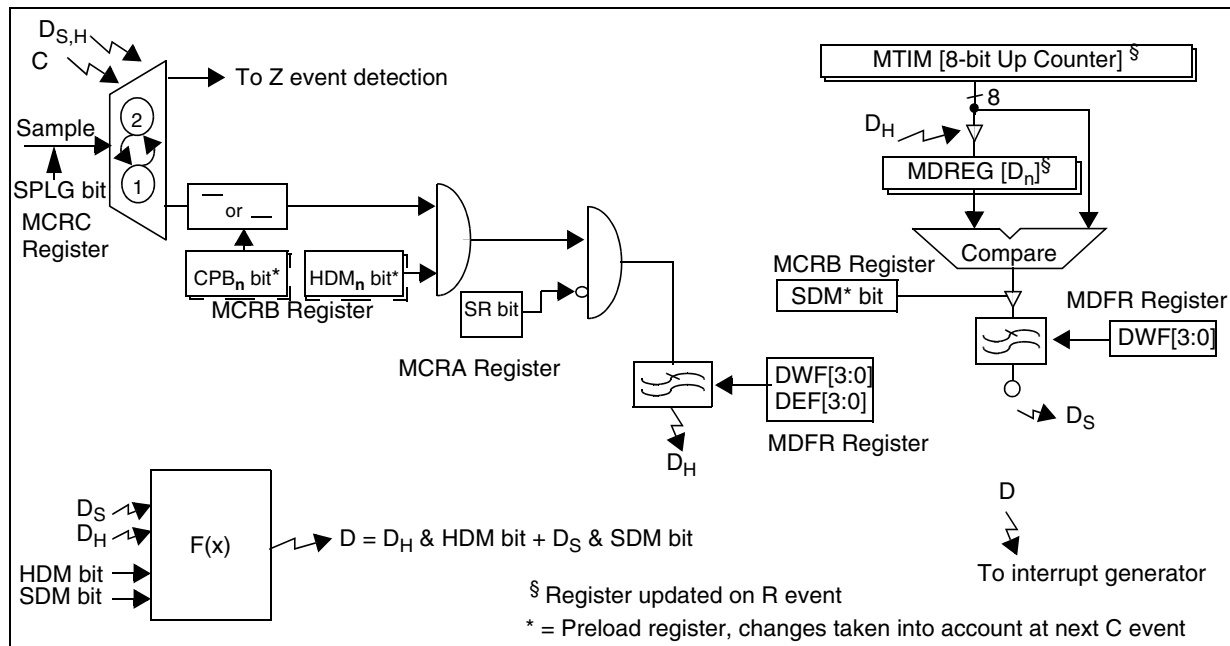 D_S,H
C
To Z event detection
Sample
2
1
SPLG bit
MCRC
Register
or
CPB_n bit*
HDM_n bit*
MCRB Register
SR bit
MCRA Register
DWF[3:0]
DEF[3:0]
MDFR Register
D_H
MTIM [8-bit Up Counter] §
8
D_H
MDREG [D_n] §
Compare
MCRB Register
SDM* bit
MDFR Register
DWF[3:0]
D_S
D
To interrupt generator
D_S
D_H
HDM bit
SDM bit
F(x)
D = D_H & HDM bit + D_S & SDM bit
§ Register updated on R event
* = Preload register, changes taken into account at next C event